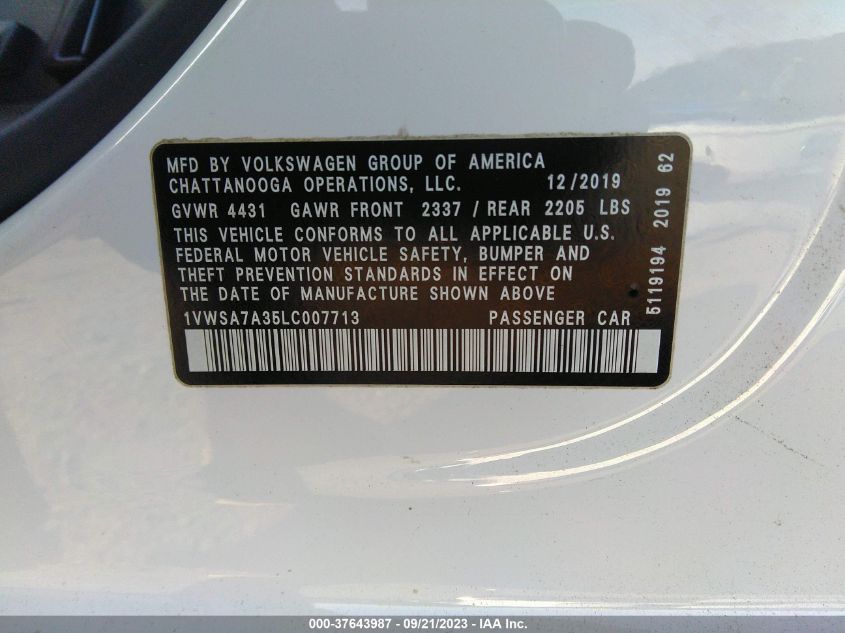 MFD BY VOLKSWAGEN GROUP OF AMERICA
CHATTANOOGA OPERATIONS, LLC. 12/2019
GVWR 4431 GAWR FRONT 2337 / REAR 2205 LBS
THIS VEHICLE CONFORMS TO ALL APPLICABLE U.S.
FEDERAL MOTOR VEHICLE SAFETY, BUMPER AND
THEFT PREVENTION STANDARDS IN EFFECT ON
THE DATE OF MANUFACTURE SHOWN ABOVE
1VWSA7A35LC007713 PASSENGER CAR
5119194 2019 62
000-37643987 - 09/21/2023 - IAA Inc.